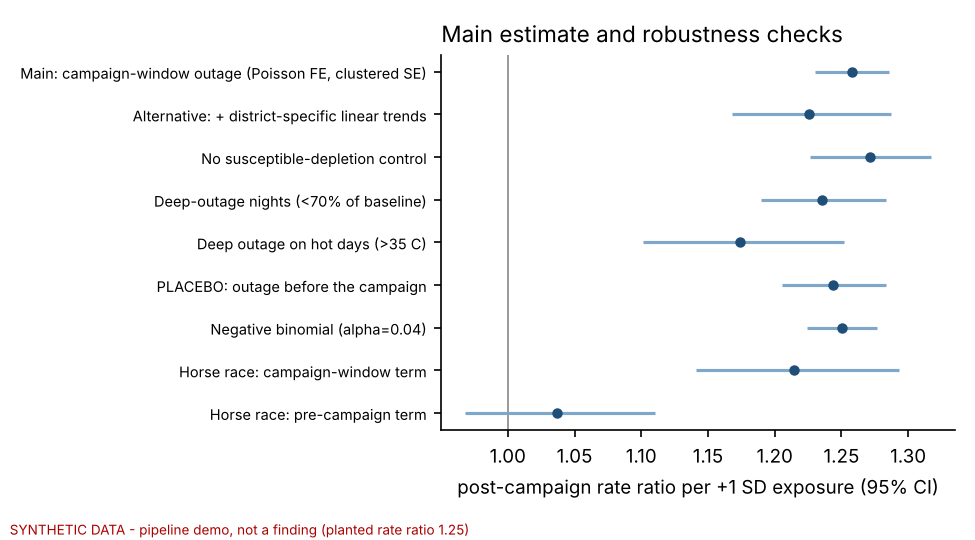 Main estimate and robustness checks
Main: campaign-window outage (Poisson FE, clustered SE)
Alternative: + district-specific linear trends
No susceptible-depletion control
Deep-outage nights (<70% of baseline)
Deep outage on hot days (>35 C)
PLACEBO: outage before the campaign
Negative binomial (alpha=0.04)
Horse race: campaign-window term
Horse race: pre-campaign term
1.00 1.05 1.10 1.15 1.20 1.25 1.30
post-campaign rate ratio per +1 SD exposure (95% CI)
SYNTHETIC DATA - pipeline demo, not a finding (planted rate ratio 1.25)